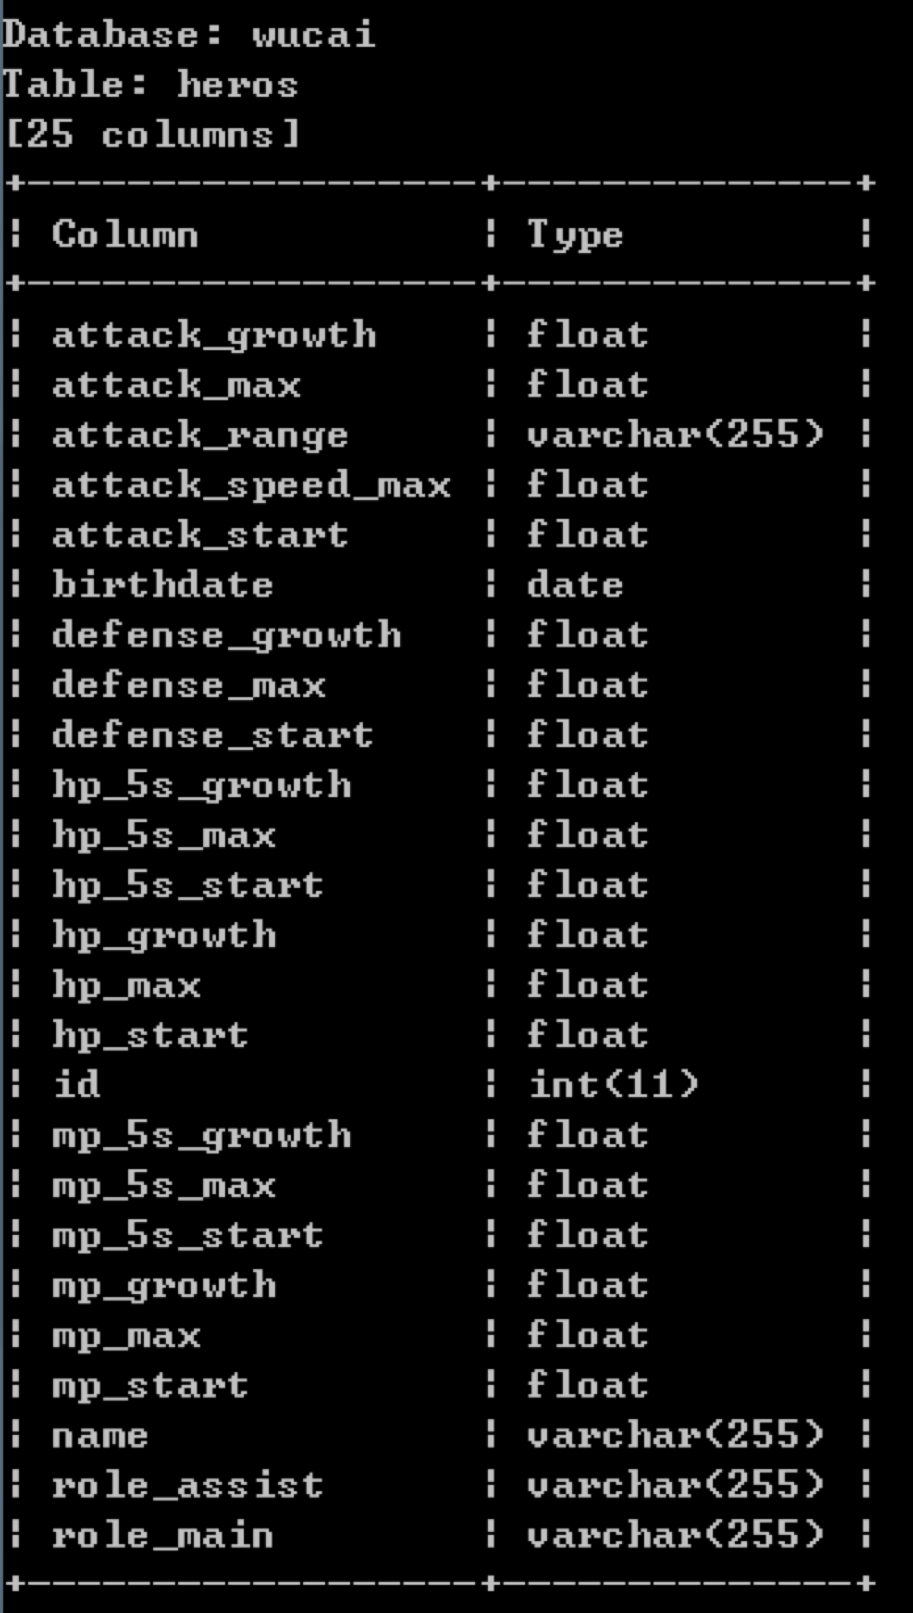 Database: wucai
Table: heros
[25 columns]
+------------------+--------------+
| Column           | Type         |
+------------------+--------------+
| attack_growth    | float        |
| attack_max       | float        |
| attack_range     | varchar(255) |
| attack_speed_max | float        |
| attack_start     | float        |
| birthdate        | date         |
| defense_growth   | float        |
| defense_max      | float        |
| defense_start    | float        |
| hp_5s_growth     | float        |
| hp_5s_max        | float        |
| hp_5s_start      | float        |
| hp_growth        | float        |
| hp_max           | float        |
| hp_start         | float        |
| id               | int(11)      |
| mp_5s_growth     | float        |
| mp_5s_max        | float        |
| mp_5s_start      | float        |
| mp_growth        | float        |
| mp_max           | float        |
| mp_start         | float        |
| name             | varchar(255) |
| role_assist      | varchar(255) |
| role_main        | varchar(255) |
+------------------+--------------+